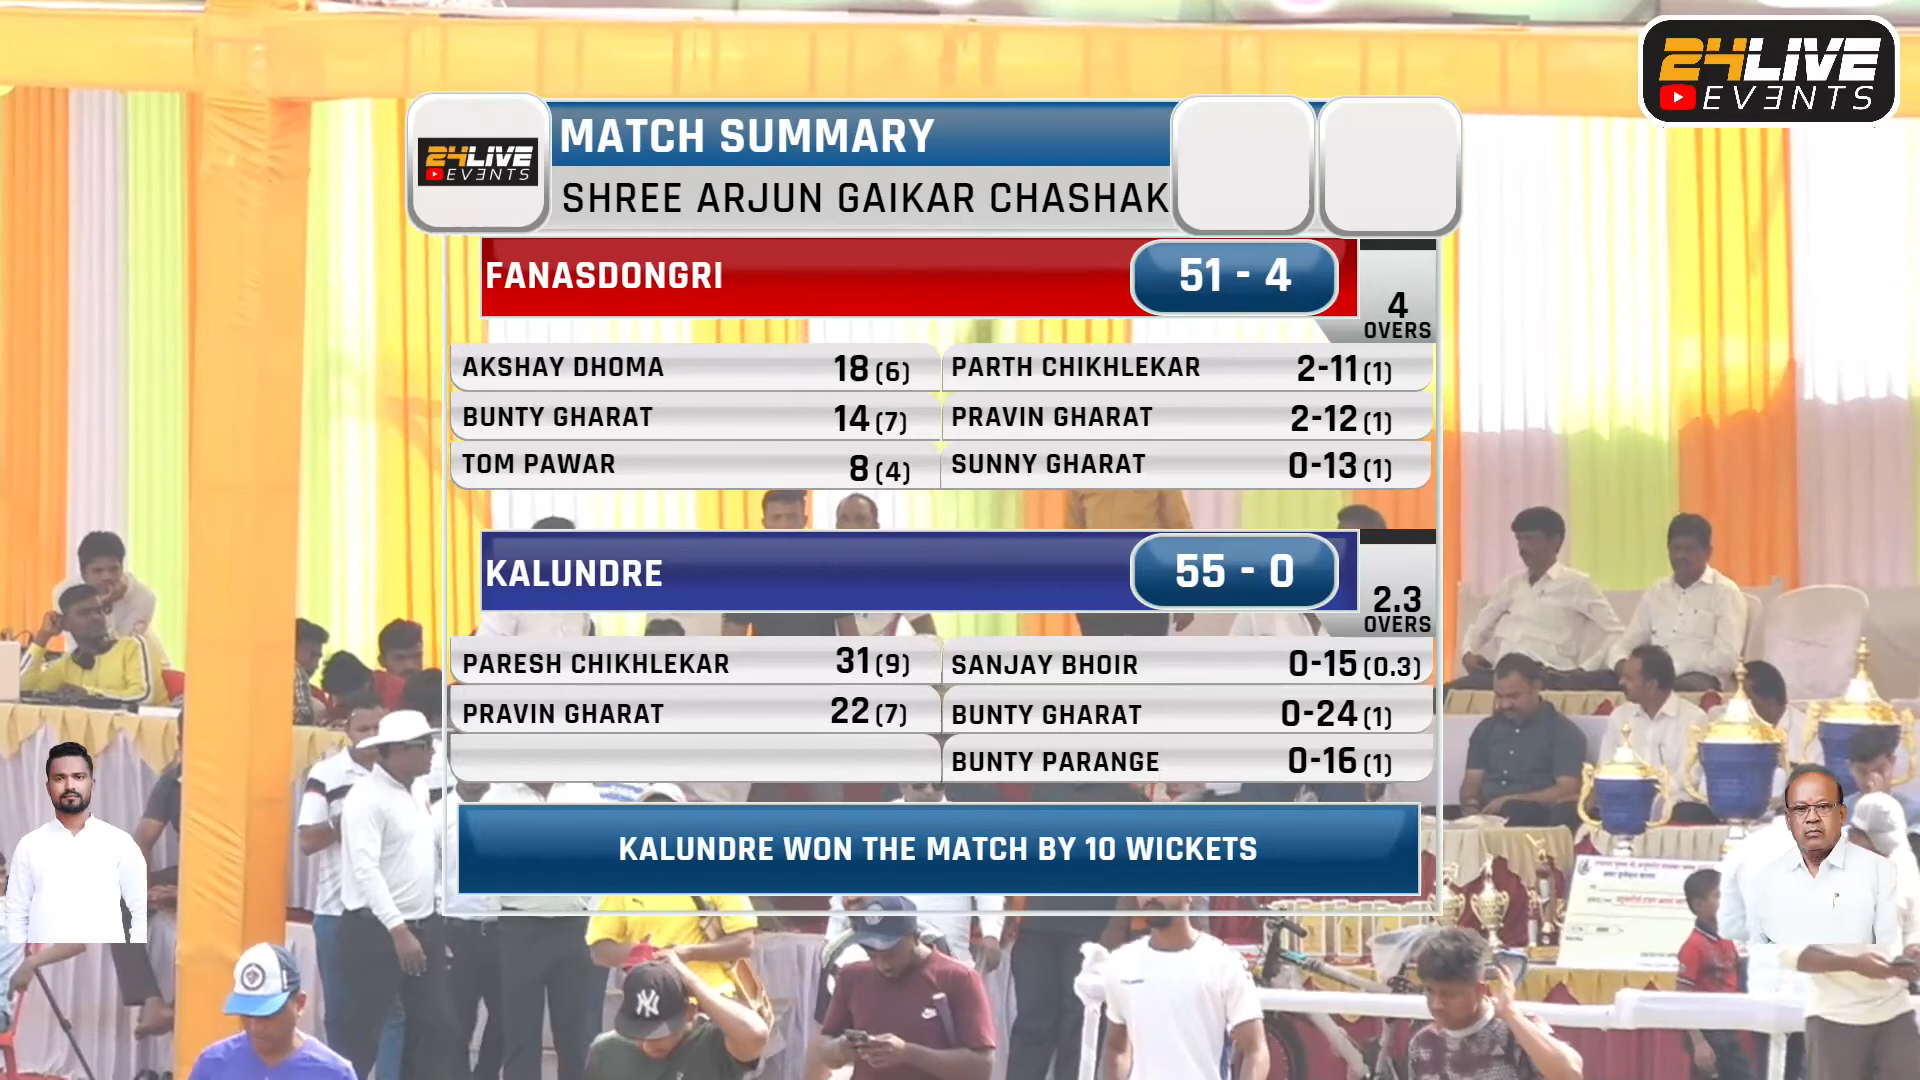 24LIVE
EVENTS
24LIVE
EVENTS
MATCH SUMMARY
SHREE ARJUN GAIKAR CHASHAK
FANASDONGRI 51 - 4
4
OVERS
AKSHAY DHOMA 18 (6) PARTH CHIKHLEKAR 2-11 (1)
BUNTY GHARAT 14 (7) PRAVIN GHARAT 2-12 (1)
TOM PAWAR 8 (4) SUNNY GHARAT 0-13 (1)
KALUNDRE 55 - 0
2.3
OVERS
PARESH CHIKHLEKAR 31 (9) SANJAY BHOIR 0-15 (0.3)
PRAVIN GHARAT 22 (7) BUNTY GHARAT 0-24 (1)
BUNTY PARANGE 0-16 (1)
KALUNDRE WON THE MATCH BY 10 WICKETS